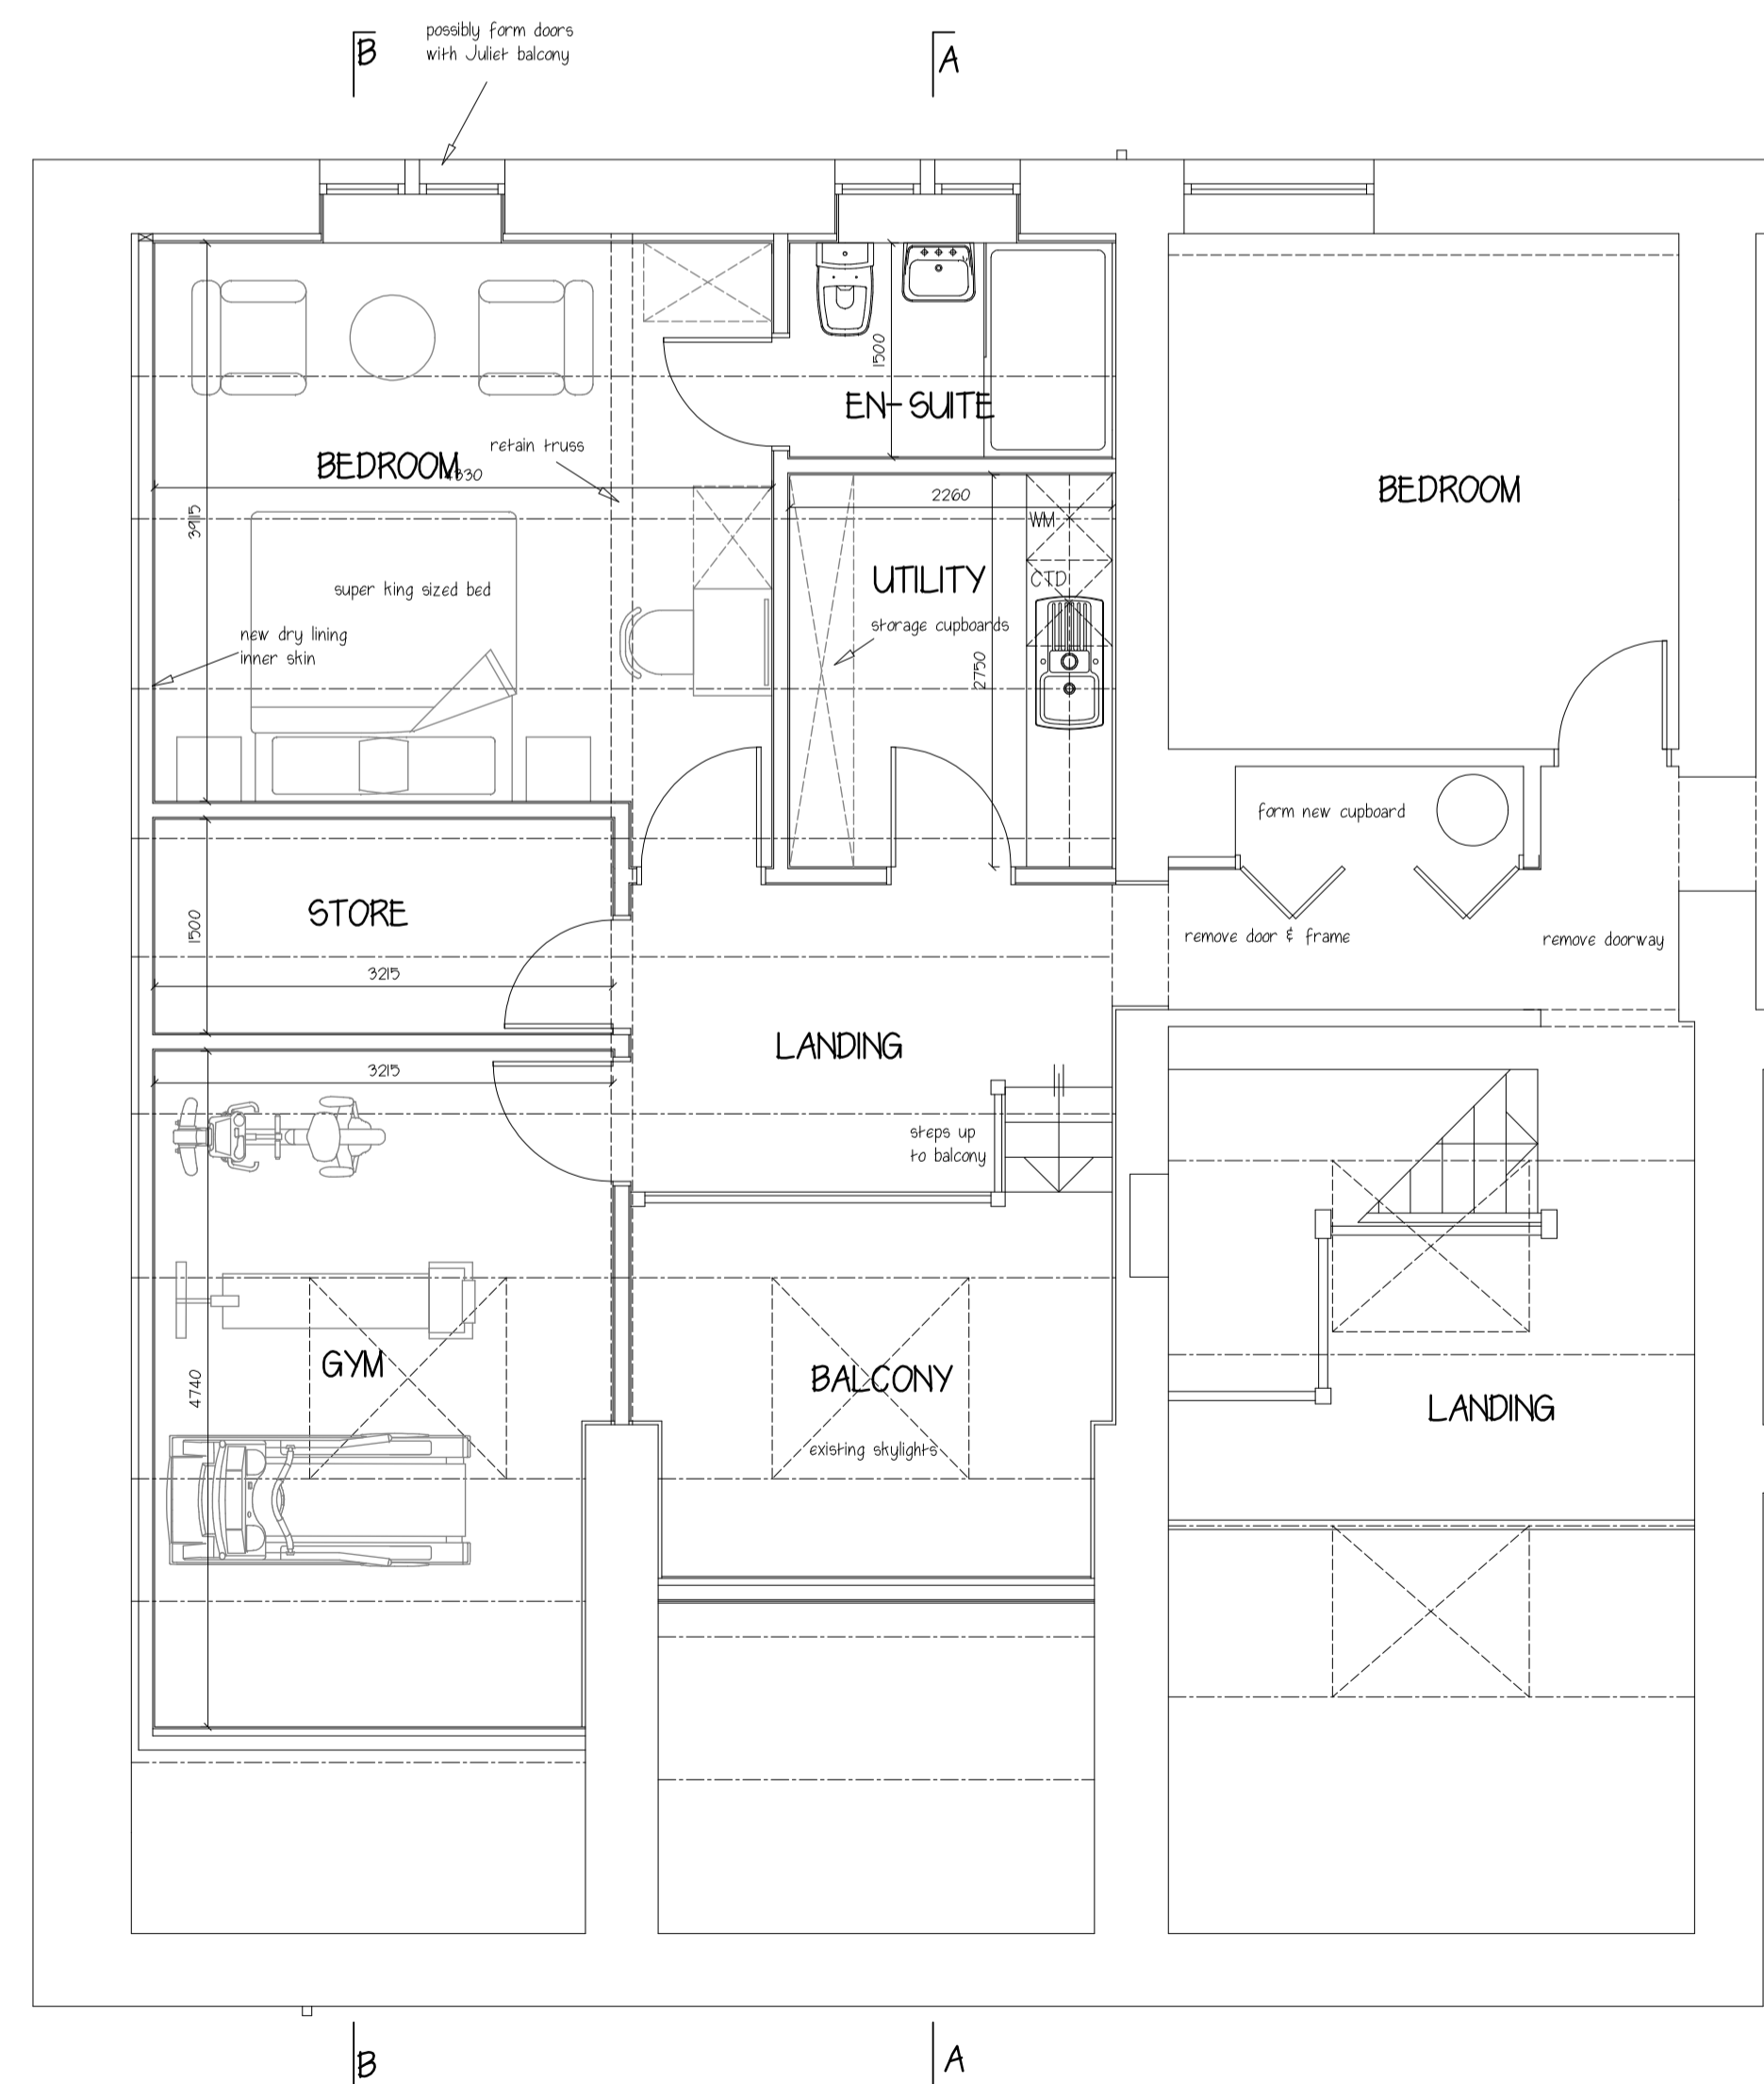 possibly form doors
with Juliet balcony
B
A
1500
EN-SUITE
retain truss
BEDROOM
4330
3915
2260
WM
BEDROOM
UTILITY
CTD
super king sized bed
storage cupboards
new dry lining
inner skin
2750
form new cupboard
STORE
1500
remove door & frame
remove doorway
3215
LANDING
3215
steps up
to balcony
GYM
4740
BALCONY
LANDING
existing skylights
B
A